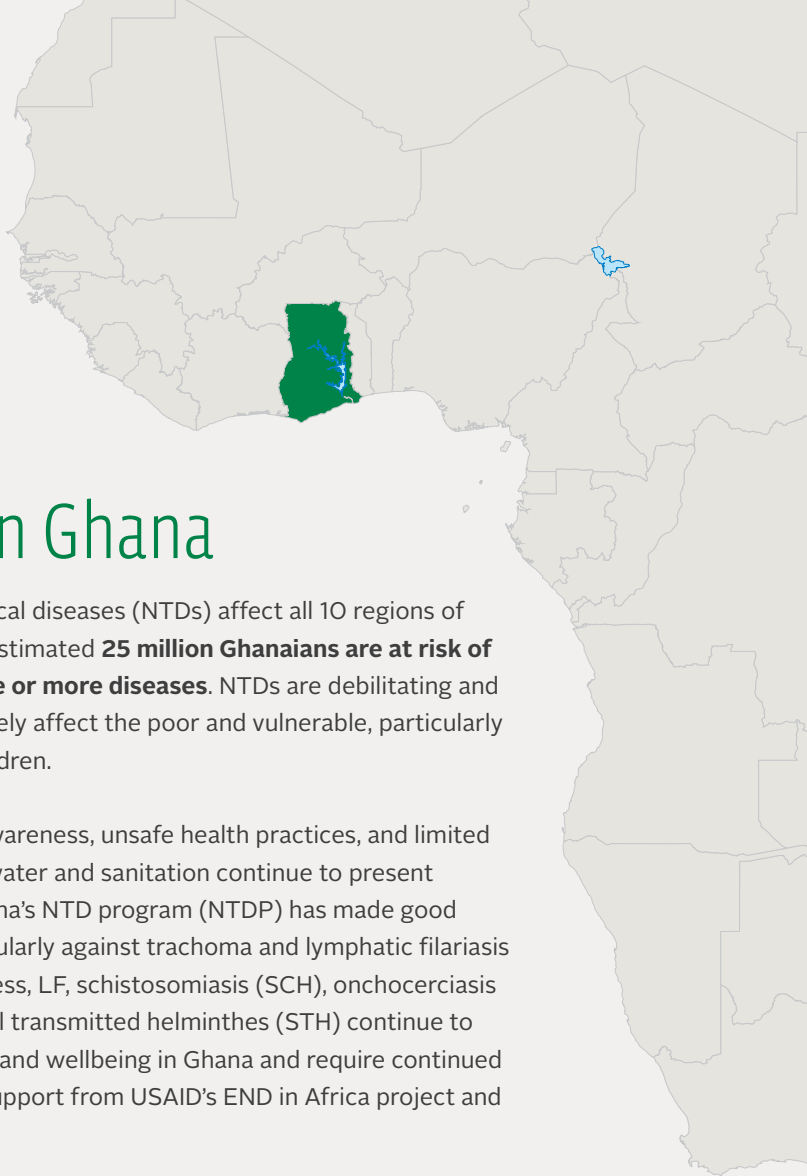 n Ghana
cal diseases (NTDs) affect all 10 regions of
stimated 25 million Ghanaians are at risk of
e or more diseases. NTDs are debilitating and
ely affect the poor and vulnerable, particularly
dren.
wareness, unsafe health practices, and limited
water and sanitation continue to present
na's NTD program (NTDP) has made good
ularly against trachoma and lymphatic filariasis
ess, LF, schistosomiasis (SCH), onchocerciasis
l transmitted helminthes (STH) continue to
and wellbeing in Ghana and require continued
upport from USAID's END in Africa project and